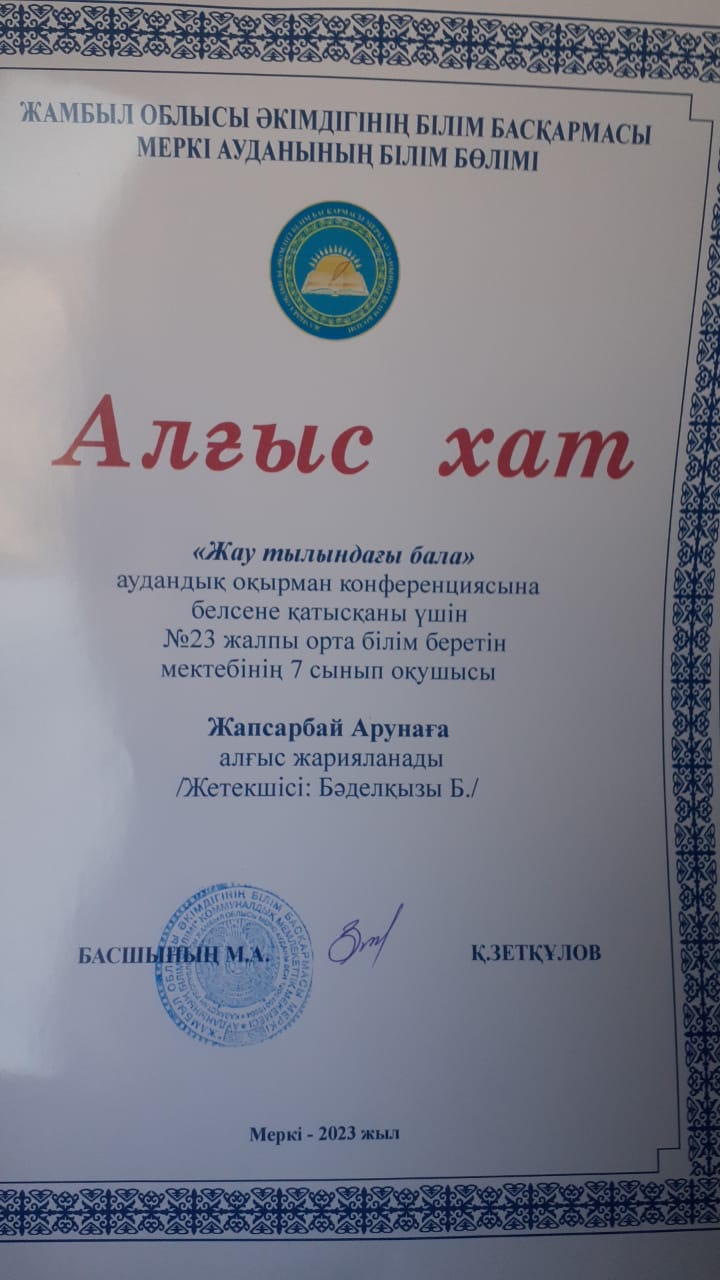 ЖАМБЫЛ ОБЛЫСЫ ӘКІМДІГІНІҢ БІЛІМ БАСҚАРМАСЫ
МЕРКІ АУДАНЫНЫҢ БІЛІМ БӨЛІМІ
Алғыс хат
«Жау тылындағы бала»
аудандық оқырман конференциясына
белсене қатысқаны үшін
№23 жалпы орта білім беретін
мектебінің 7 сынып оқушысы
Жапсарбай Арунаға
алғыс жарияланады
/Жетекшісі: Бәделқызы Б./
БАСШЫНЫҢ М.А. Қ.ЗЕТҚҰЛОВ
Меркі - 2023 жыл